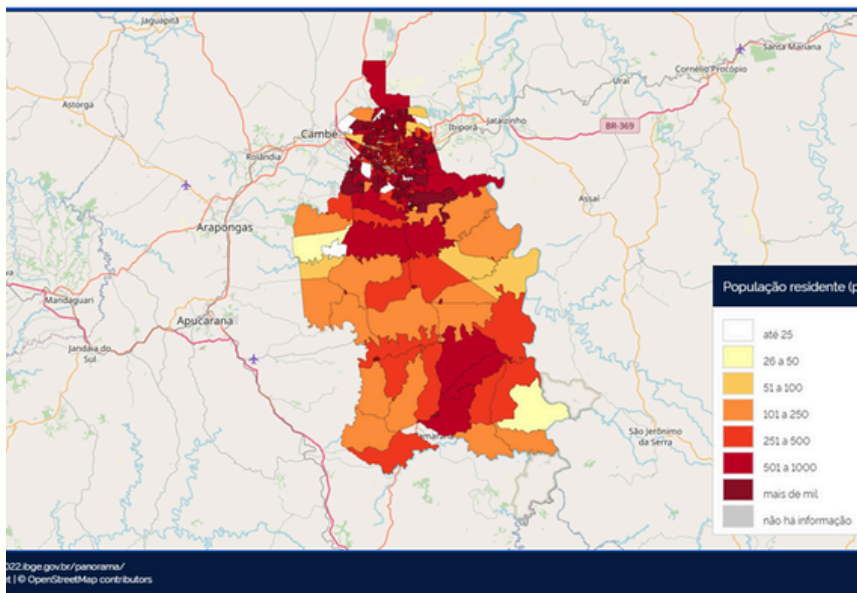 Jaguapitã
Santa Mariana
Cornélio Procópio
Uraí
Astorga
Jataizinho
Ibiporã
BR-369
Cambé
Rolândia
Assaí
Arapongas
Mandaguari
Apucarana
Jandaia do Sul
São Jerônimo da Serra
População residente (p
até 25
26 a 50
51 a 100
101 a 250
251 a 500
501 a 1000
mais de mil
não há informação
022.ibge.gov.br/panorama/
et | © OpenStreetMap contributors